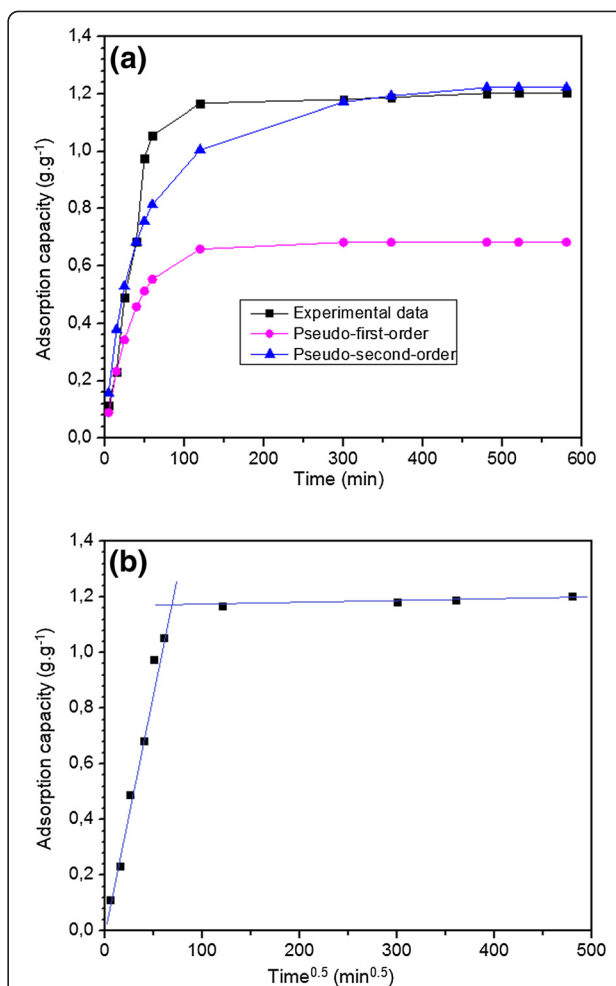 (a)
1,4
1,2
1,0
0,8
0,6
0,4
0,2
0,0
Adsorption capacity (g.g⁻¹)
Experimental data
Pseudo-first-order
Pseudo-second-order
0 100 200 300 400 500 600
Time (min)
(b)
1,4
1,2
1,0
0,8
0,6
0,4
0,2
0,0
Adsorption capacity (g.g⁻¹)
0 100 200 300 400 500
Time⁰·⁵ (min⁰·⁵)